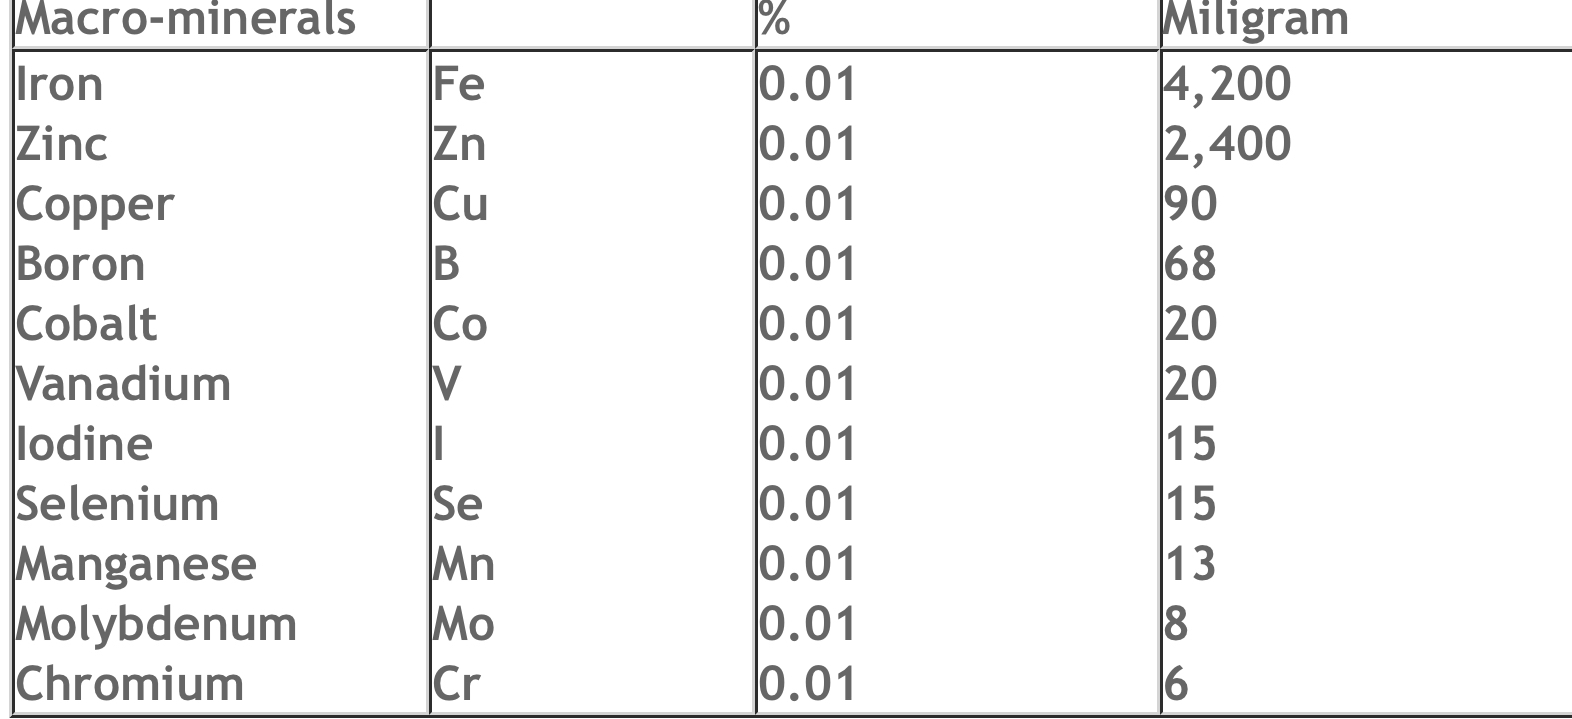 Macro-minerals % Miligram
Iron Fe 0.01 4,200
Zinc Zn 0.01 2,400
Copper Cu 0.01 90
Boron B 0.01 68
Cobalt Co 0.01 20
Vanadium V 0.01 20
Iodine I 0.01 15
Selenium Se 0.01 15
Manganese Mn 0.01 13
Molybdenum Mo 0.01 8
Chromium Cr 0.01 6